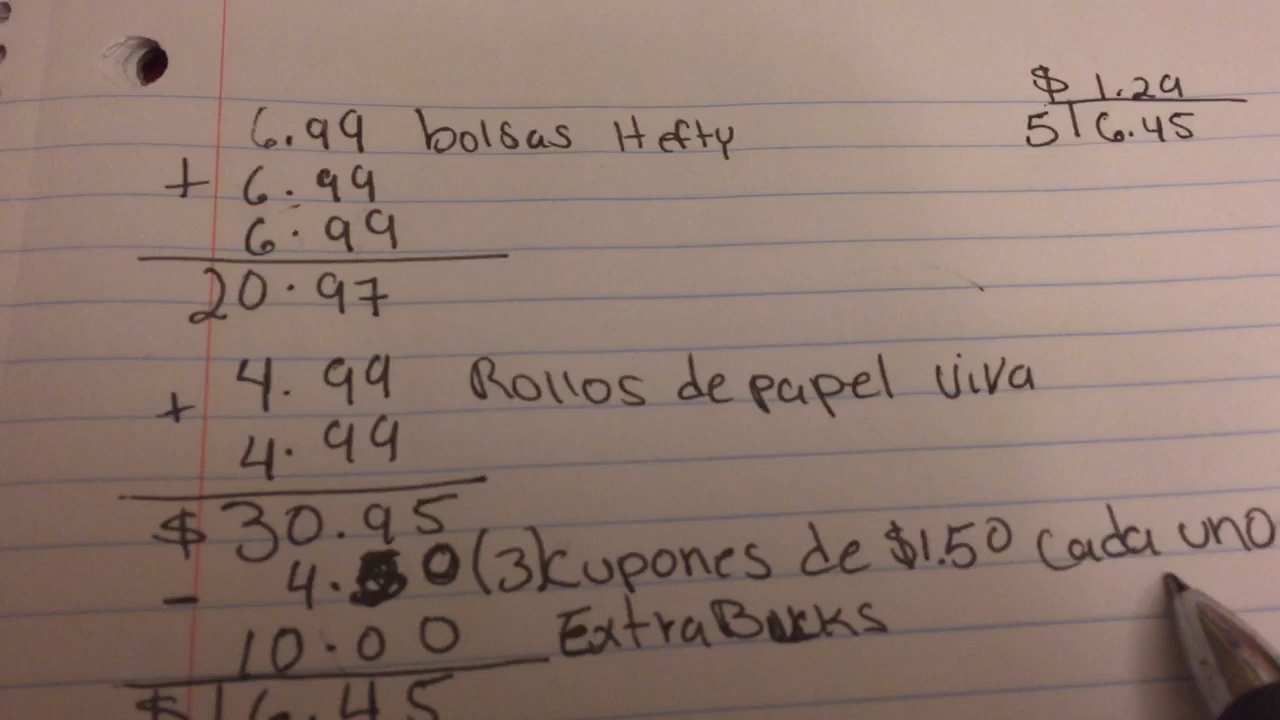 6.99 bolsas Hefty
+ 6.99
6.99
20.97
+ 4.99 Rollos de papel viva
4.99
$30.95
- 4.50 (3) Kupones de $1.50 cada uno
10.00 ExtraBucks
$16.45
$ 1.29
5 6.45